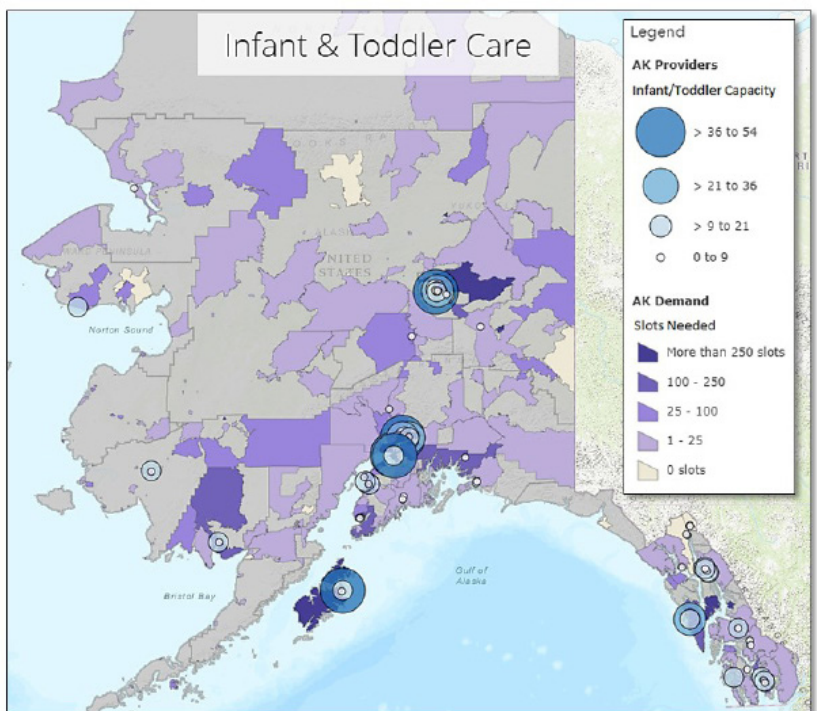 Infant & Toddler Care
Legend
AK Providers
Infant/Toddler Capacity
> 36 to 54
> 21 to 36
> 9 to 21
0 to 9
AK Demand
Slots Needed
More than 250 slots
100 - 250
25 - 100
1 - 25
0 slots
UNITED
STATES
Norton Sound
Bristol Bay
Gulf of
Alaska